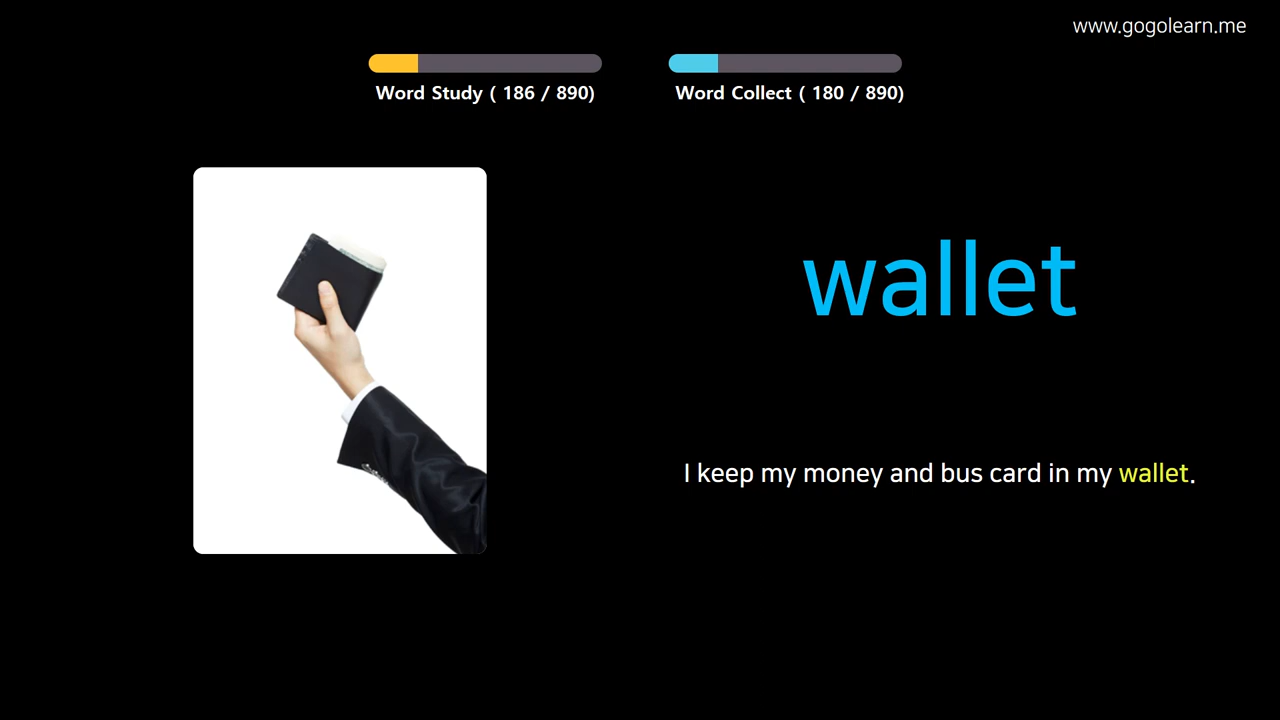 www.gogolearn.me
Word Study ( 186 / 890)
Word Collect ( 180 / 890)
wallet
I keep my money and bus card in my wallet.